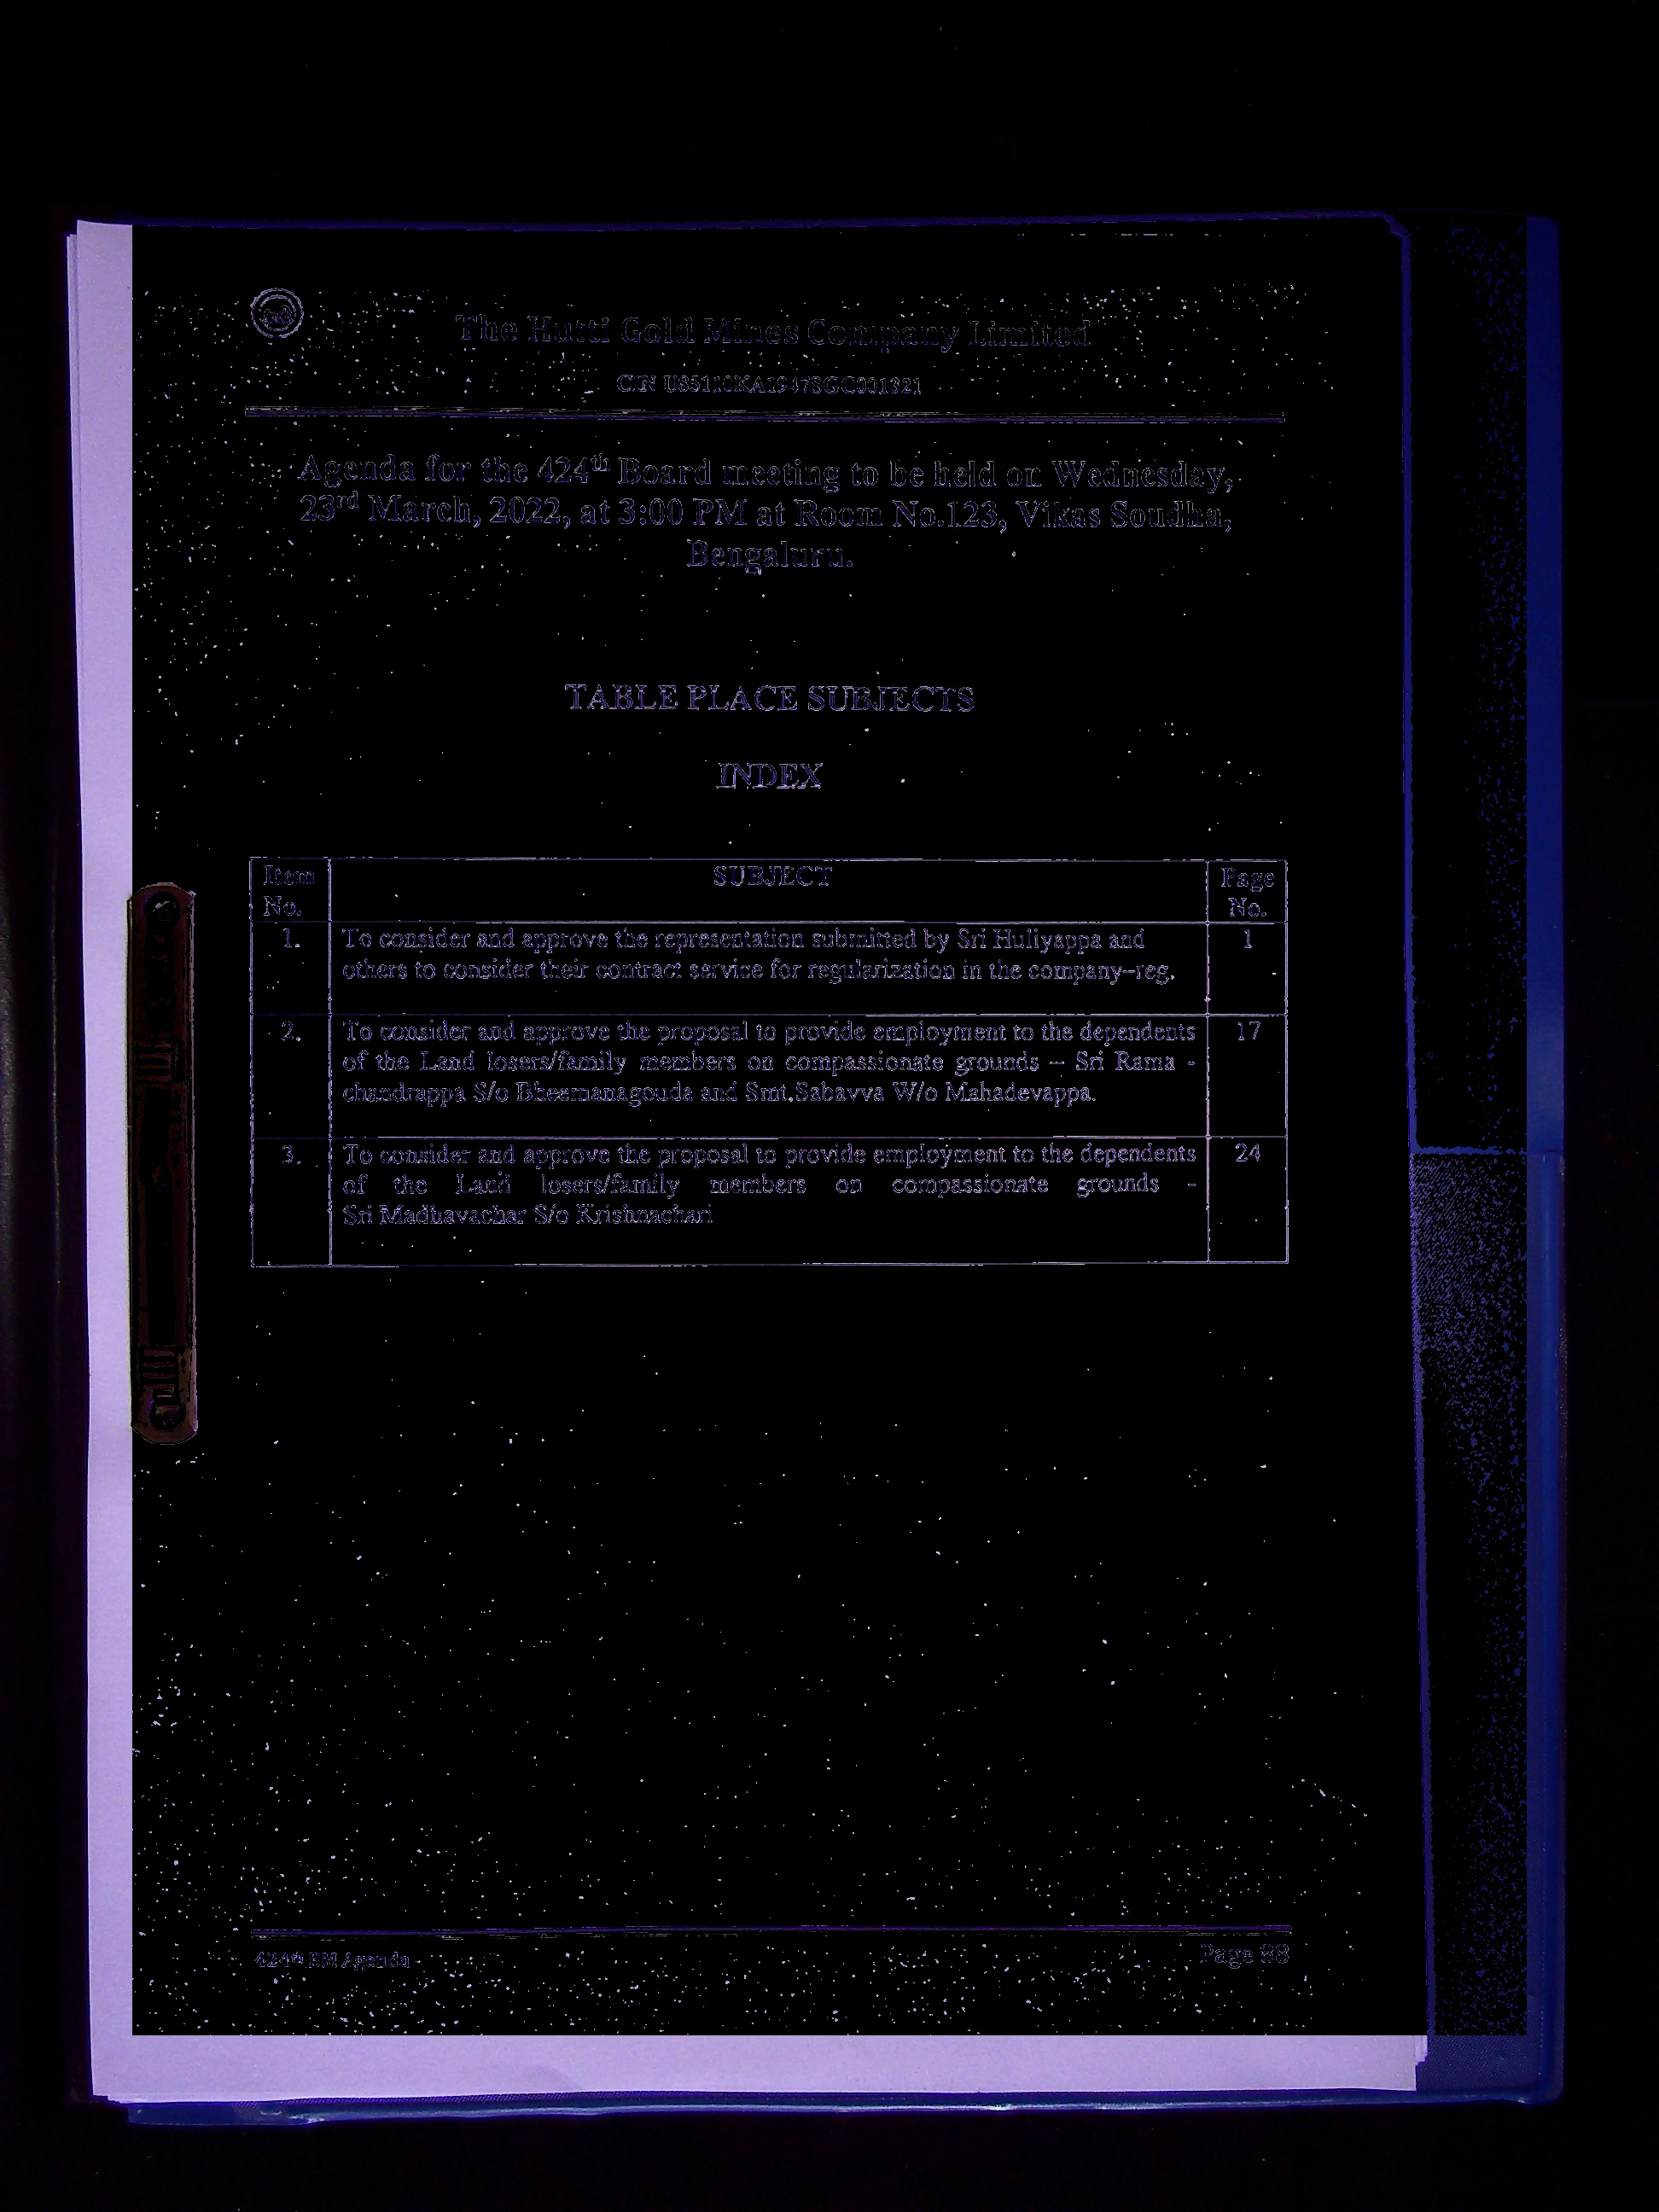 The Hutti Gold Mines Company Limited
CIN U85110KA1947SGC001321
Agenda for the 424th Board meeting to be held on Wednesday,
23rd March, 2022, at 3:00 PM at Room No.123, Vikas Soudha,
Bengaluru.
TABLE PLACE SUBJECTS
INDEX
Item No. SUBJECT Page No.
1. To consider and approve the representation submitted by Sri Huliyappa and 1
others to consider their contract service for regularization in the company–reg.
2. To consider and approve the proposal to provide employment to the dependents 17
of the Land losers/family members on compassionate grounds – Sri Rama -
chandrappa S/o Bheemanagouda and Smt.Sabavva W/o Mahadevappa.
3. To consider and approve the proposal to provide employment to the dependents 24
of the Land losers/family members on compassionate grounds -
Sri Madhavachar S/o Krishnachari
424th BM Agenda Page